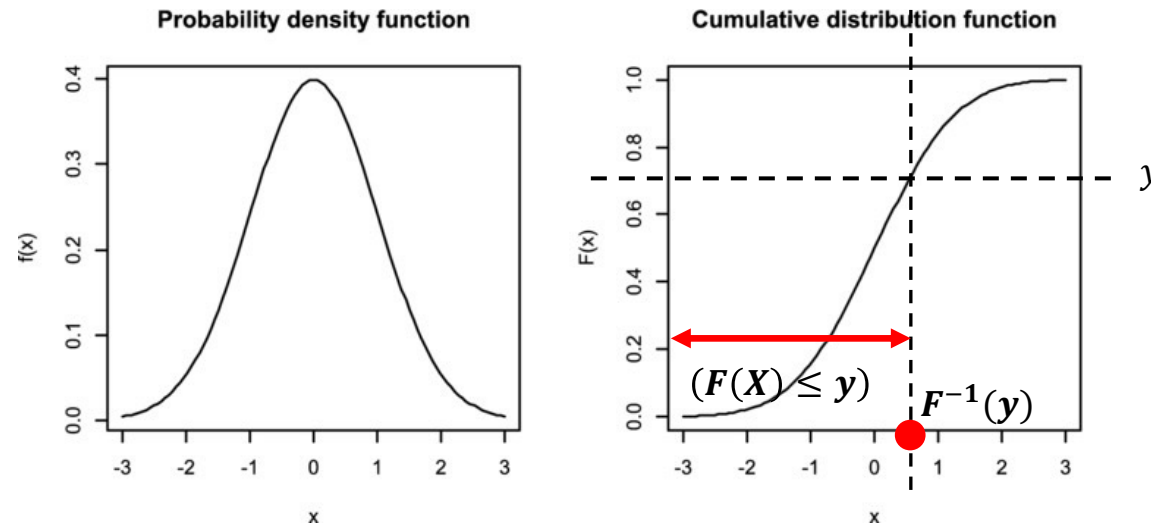 Probability density function
f(x)
0.4
0.3
0.2
0.1
0.0
-3 -2 -1 0 1 2 3
x
Cumulative distribution function
F(x)
1.0
0.8
0.6
0.4
0.2
0.0
y
(F(X) ≤ y)
F⁻¹(y)
-3 -2 -1 0 1 2 3
x